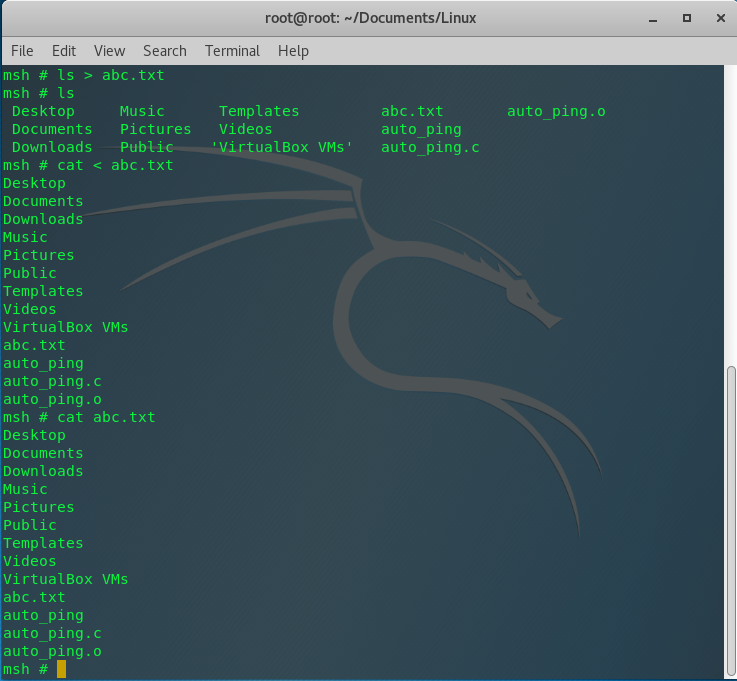 root@root: ~/Documents/Linux
File Edit View Search Terminal Help
msh # ls > abc.txt
msh # ls
Desktop Music Templates abc.txt auto_ping.o
Documents Pictures Videos auto_ping
Downloads Public 'VirtualBox VMs' auto_ping.c
msh # cat < abc.txt
Desktop
Documents
Downloads
Music
Pictures
Public
Templates
Videos
VirtualBox VMs
abc.txt
auto_ping
auto_ping.c
auto_ping.o
msh # cat abc.txt
Desktop
Documents
Downloads
Music
Pictures
Public
Templates
Videos
VirtualBox VMs
abc.txt
auto_ping
auto_ping.c
auto_ping.o
msh #